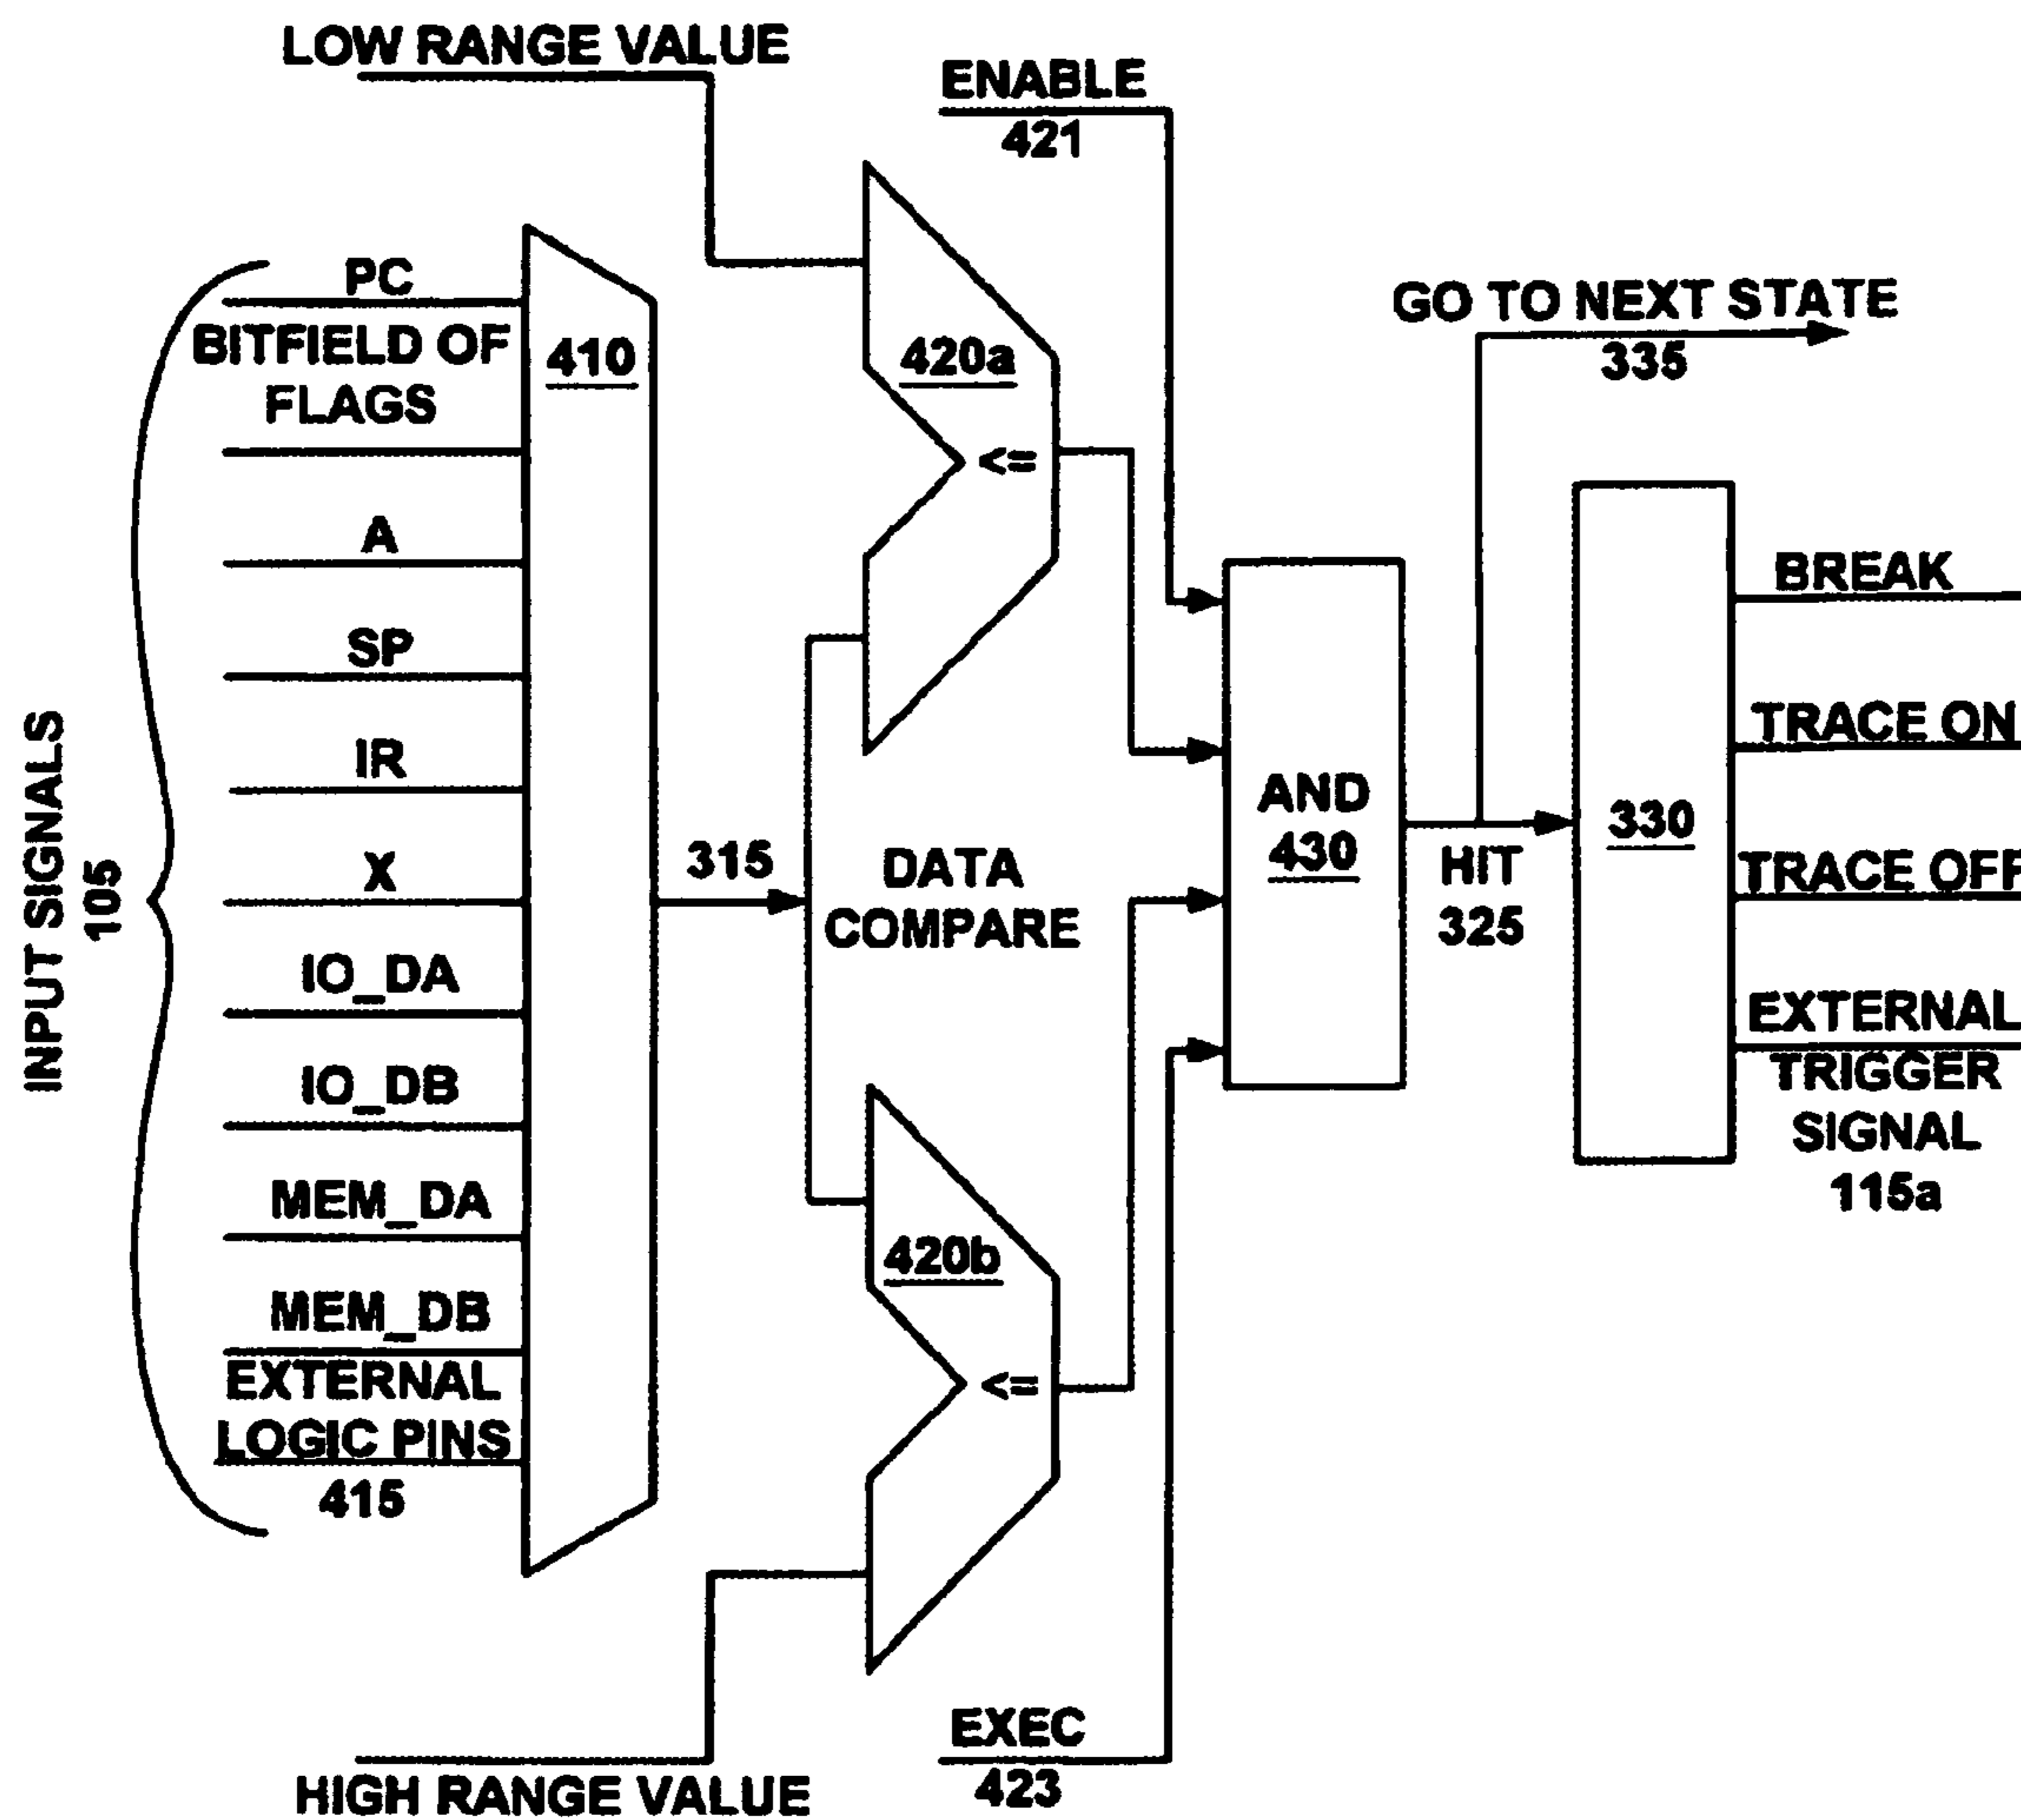 LOW RANGE VALUE
ENABLE
421
PC
BITFIELD OF
FLAGS
A
SP
IR
X
IO_DA
IO_DB
MEM_DA
MEM_DB
EXTERNAL
LOGIC PINS
415
INPUT SIGNALS
105
410
315
420a
<=
DATA
COMPARE
420b
<=
HIGH RANGE VALUE
EXEC
423
AND
430
GO TO NEXT STATE
335
HIT
325
330
BREAK
TRACE ON
TRACE OFF
EXTERNAL
TRIGGER
SIGNAL
115a